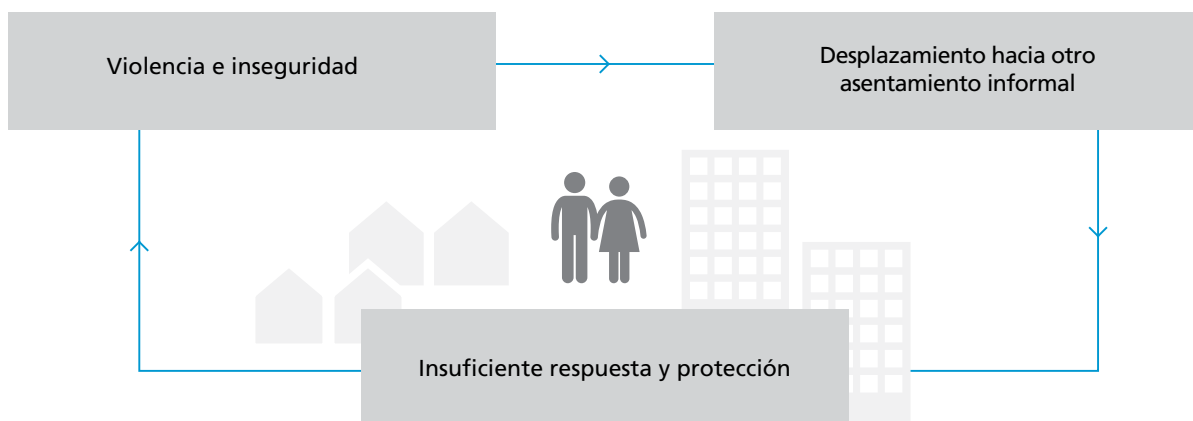 Violencia e inseguridad
Desplazamiento hacia otro
asentamiento informal
Insuficiente respuesta y protección